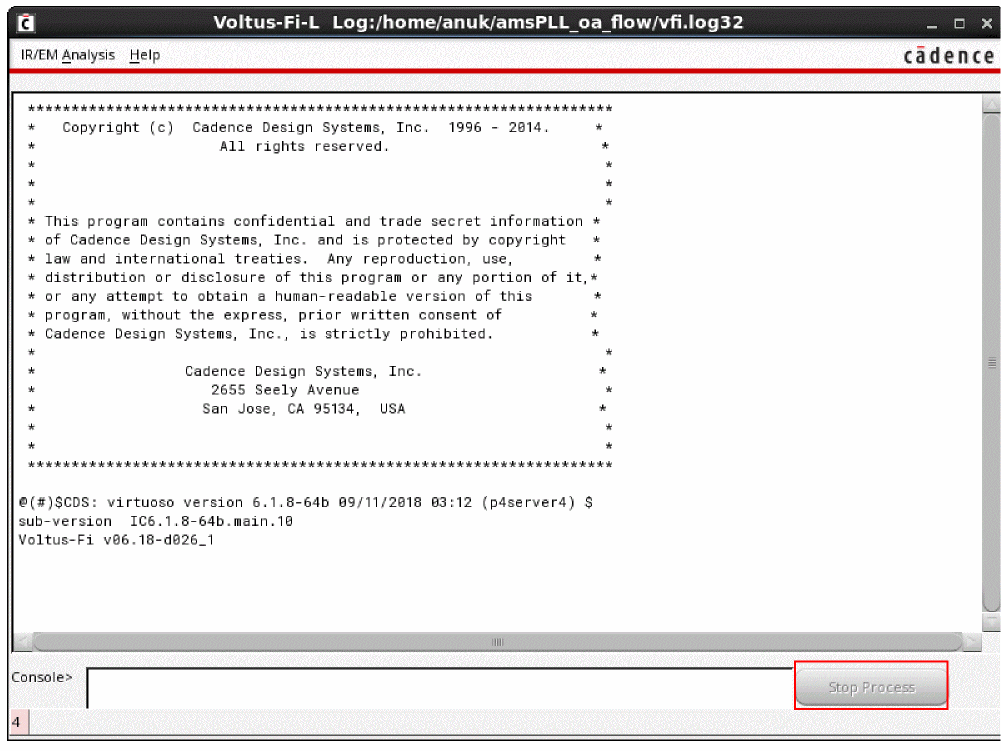 Voltus-Fi-L Log:/home/anuk/amsPLL_oa_flow/vfi.log32
IR/EM Analysis Help
cādence
*******************************************************************
* Copyright (c) Cadence Design Systems, Inc. 1996 - 2014. *
* All rights reserved. *
* *
* *
* *
* This program contains confidential and trade secret information *
* of Cadence Design Systems, Inc. and is protected by copyright *
* law and international treaties. Any reproduction, use, *
* distribution or disclosure of this program or any portion of it,*
* or any attempt to obtain a human-readable version of this *
* program, without the express, prior written consent of *
* Cadence Design Systems, Inc., is strictly prohibited. *
* *
* Cadence Design Systems, Inc. *
* 2655 Seely Avenue *
* San Jose, CA 95134, USA *
* *
* *
*******************************************************************
@(#)$CDS: virtuoso version 6.1.8-64b 09/11/2018 03:12 (p4server4) $
sub-version IC6.1.8-64b.main.10
Voltus-Fi v06.18-d026_1
Console>
Stop Process
4